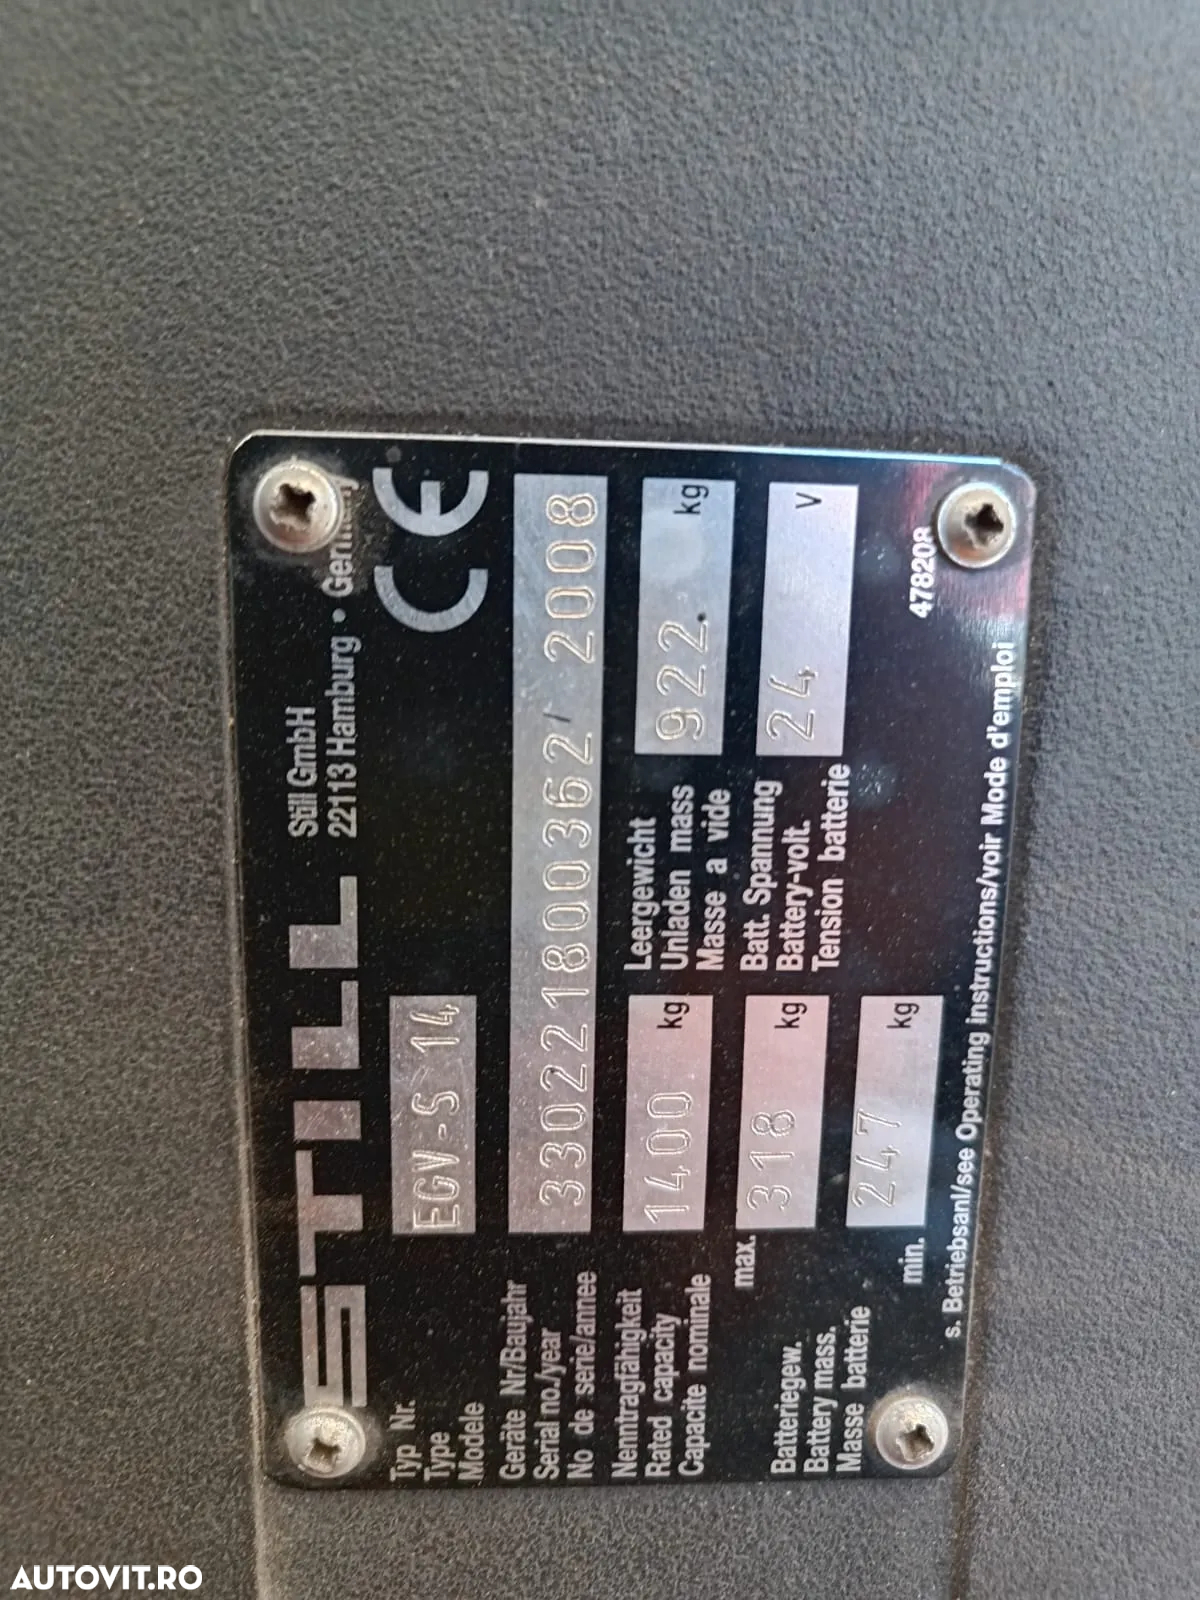 STILL
Still GmbH
22113 Hamburg • Germany
CE
Typ Nr.
Type
Modele
EGV-S 14
Geräte Nr/Baujahr
Serial no./year
No de serie/annee
330221800362/ 2008
Nenntragfähigkeit
Rated capacity
Capacite nominale
1400 kg
Leergewicht
Unladen mass
Masse a vide
922. kg
Batteriegew.
Battery mass.
Masse batterie
max. 318 kg
min. 247 kg
Batt. Spannung
Battery-volt.
Tension batterie
24 V
s. Betriebsanl/see Operating instructions/voir Mode d'emploi
478208
AUTOVIT.RO